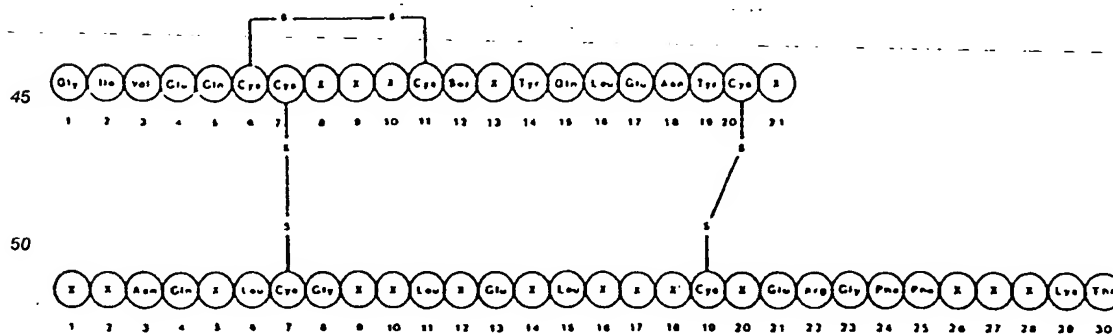 S S
Gly Ile Val Glu Gln Cys Cys X X X Cys Ser X Tyr Gln Leu Glu Asn Tyr Cys X
45
1 2 3 4 5 6 7 8 9 10 11 12 13 14 15 16 17 18 19 20 21
S S
S S
50
X X Asn Gln X Leu Cys Gly X X Leu X Glu X Leu X X X Cys X Glu Arg Gly Phe Phe X X X Lys Thr
1 2 3 4 5 6 7 8 9 10 11 12 13 14 15 16 17 18 19 20 21 22 23 24 25 26 27 28 29 30